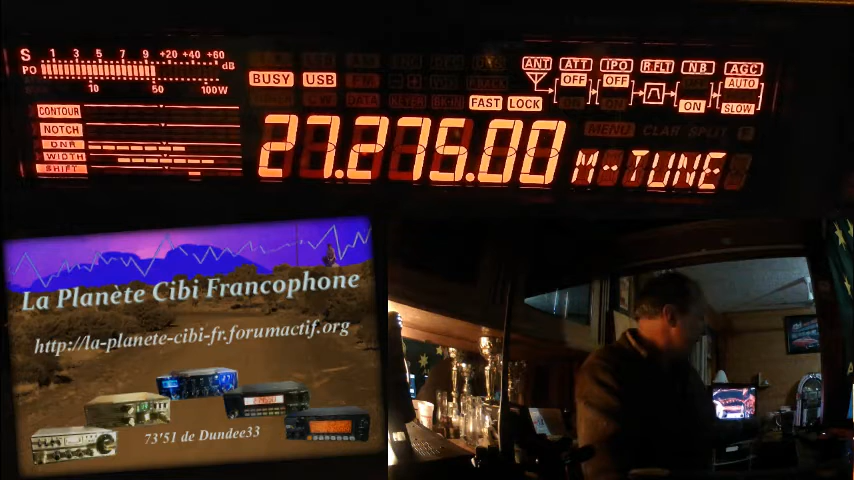 S 1 3 5 7 9 +20 +40 +60 dB
PO 10 50 100W
BUSY USB
ANT ATT IPO R.FLT NB AGC
OFF OFF AUTO
ON SLOW
FAST LOCK
CONTOUR
NOTCH
DNR
WIDTH
SHIFT
27.275.00 M-TUNE
MENU CLAR SPLIT
La Planète Cibi Francophone
http://la-planete-cibi-fr.forumactif.org
73'51 de Dundee33